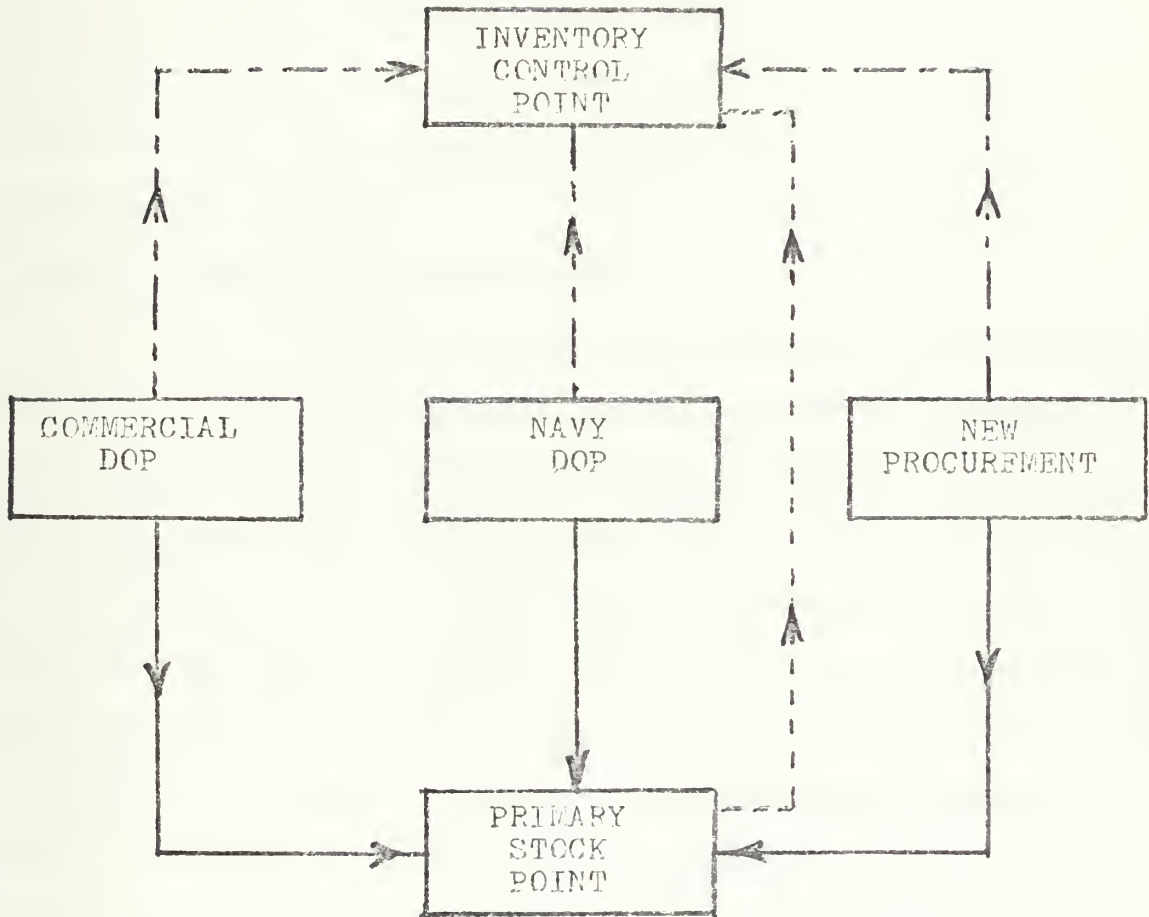 INVENTORY
CONTROL
POINT
COMMERCIAL
DOP
NAVY
DOP
NEW
PROCUREMENT
PRIMARY
STOCK
POINT